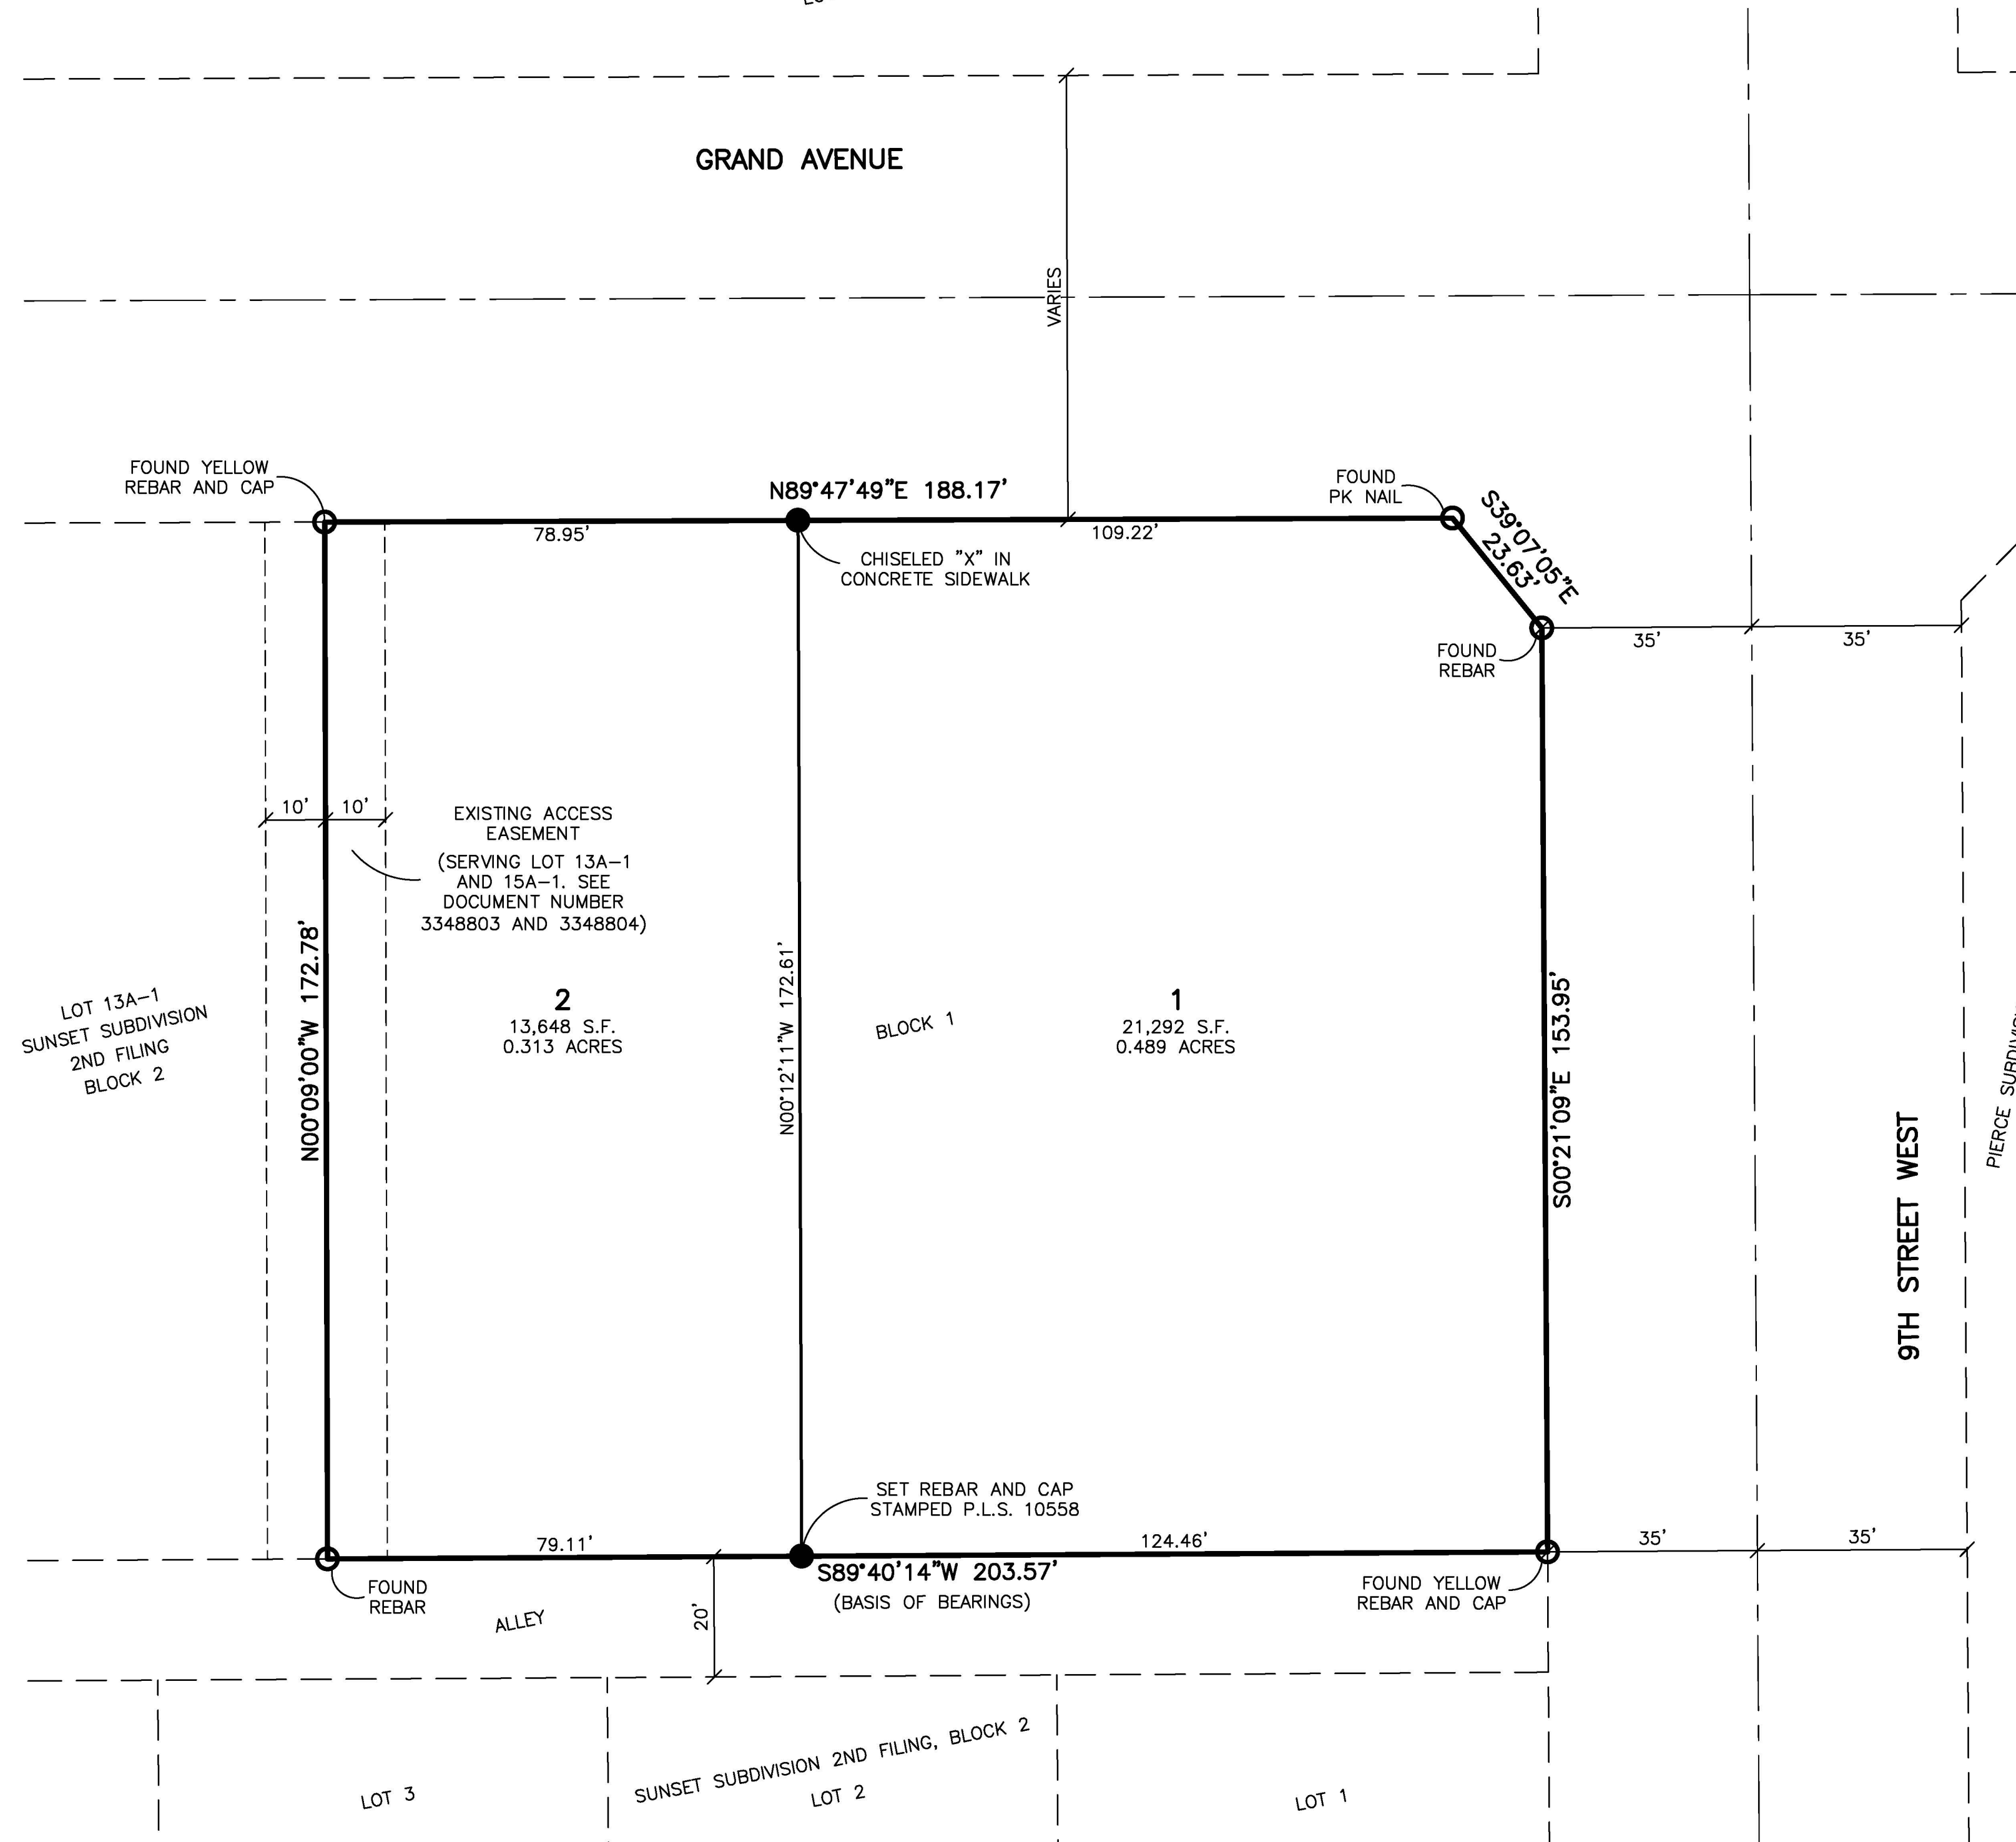 GRAND AVENUE
VARIES
FOUND YELLOW
REBAR AND CAP
N89°47'49"E 188.17'
78.95'
109.22'
CHISELED "X" IN
CONCRETE SIDEWALK
FOUND
PK NAIL
S39°07'05"E
23.63'
FOUND
REBAR
35'
35'
10'
10'
EXISTING ACCESS
EASEMENT
(SERVING LOT 13A-1
AND 15A-1. SEE
DOCUMENT NUMBER
3348803 AND 3348804)
N00°09'00"W 172.78'
N00°12'11"W 172.61'
S00°21'09"E 153.95'
LOT 13A-1
SUNSET SUBDIVISION
2ND FILING
BLOCK 2
2
13,648 S.F.
0.313 ACRES
BLOCK 1
1
21,292 S.F.
0.489 ACRES
9TH STREET WEST
PIERCE
SET REBAR AND CAP
STAMPED P.L.S. 10558
79.11'
124.46'
35'
35'
S89°40'14"W 203.57'
(BASIS OF BEARINGS)
FOUND
REBAR
FOUND YELLOW
REBAR AND CAP
ALLEY
20'
SUNSET SUBDIVISION 2ND FILING, BLOCK 2
LOT 3
LOT 2
LOT 1